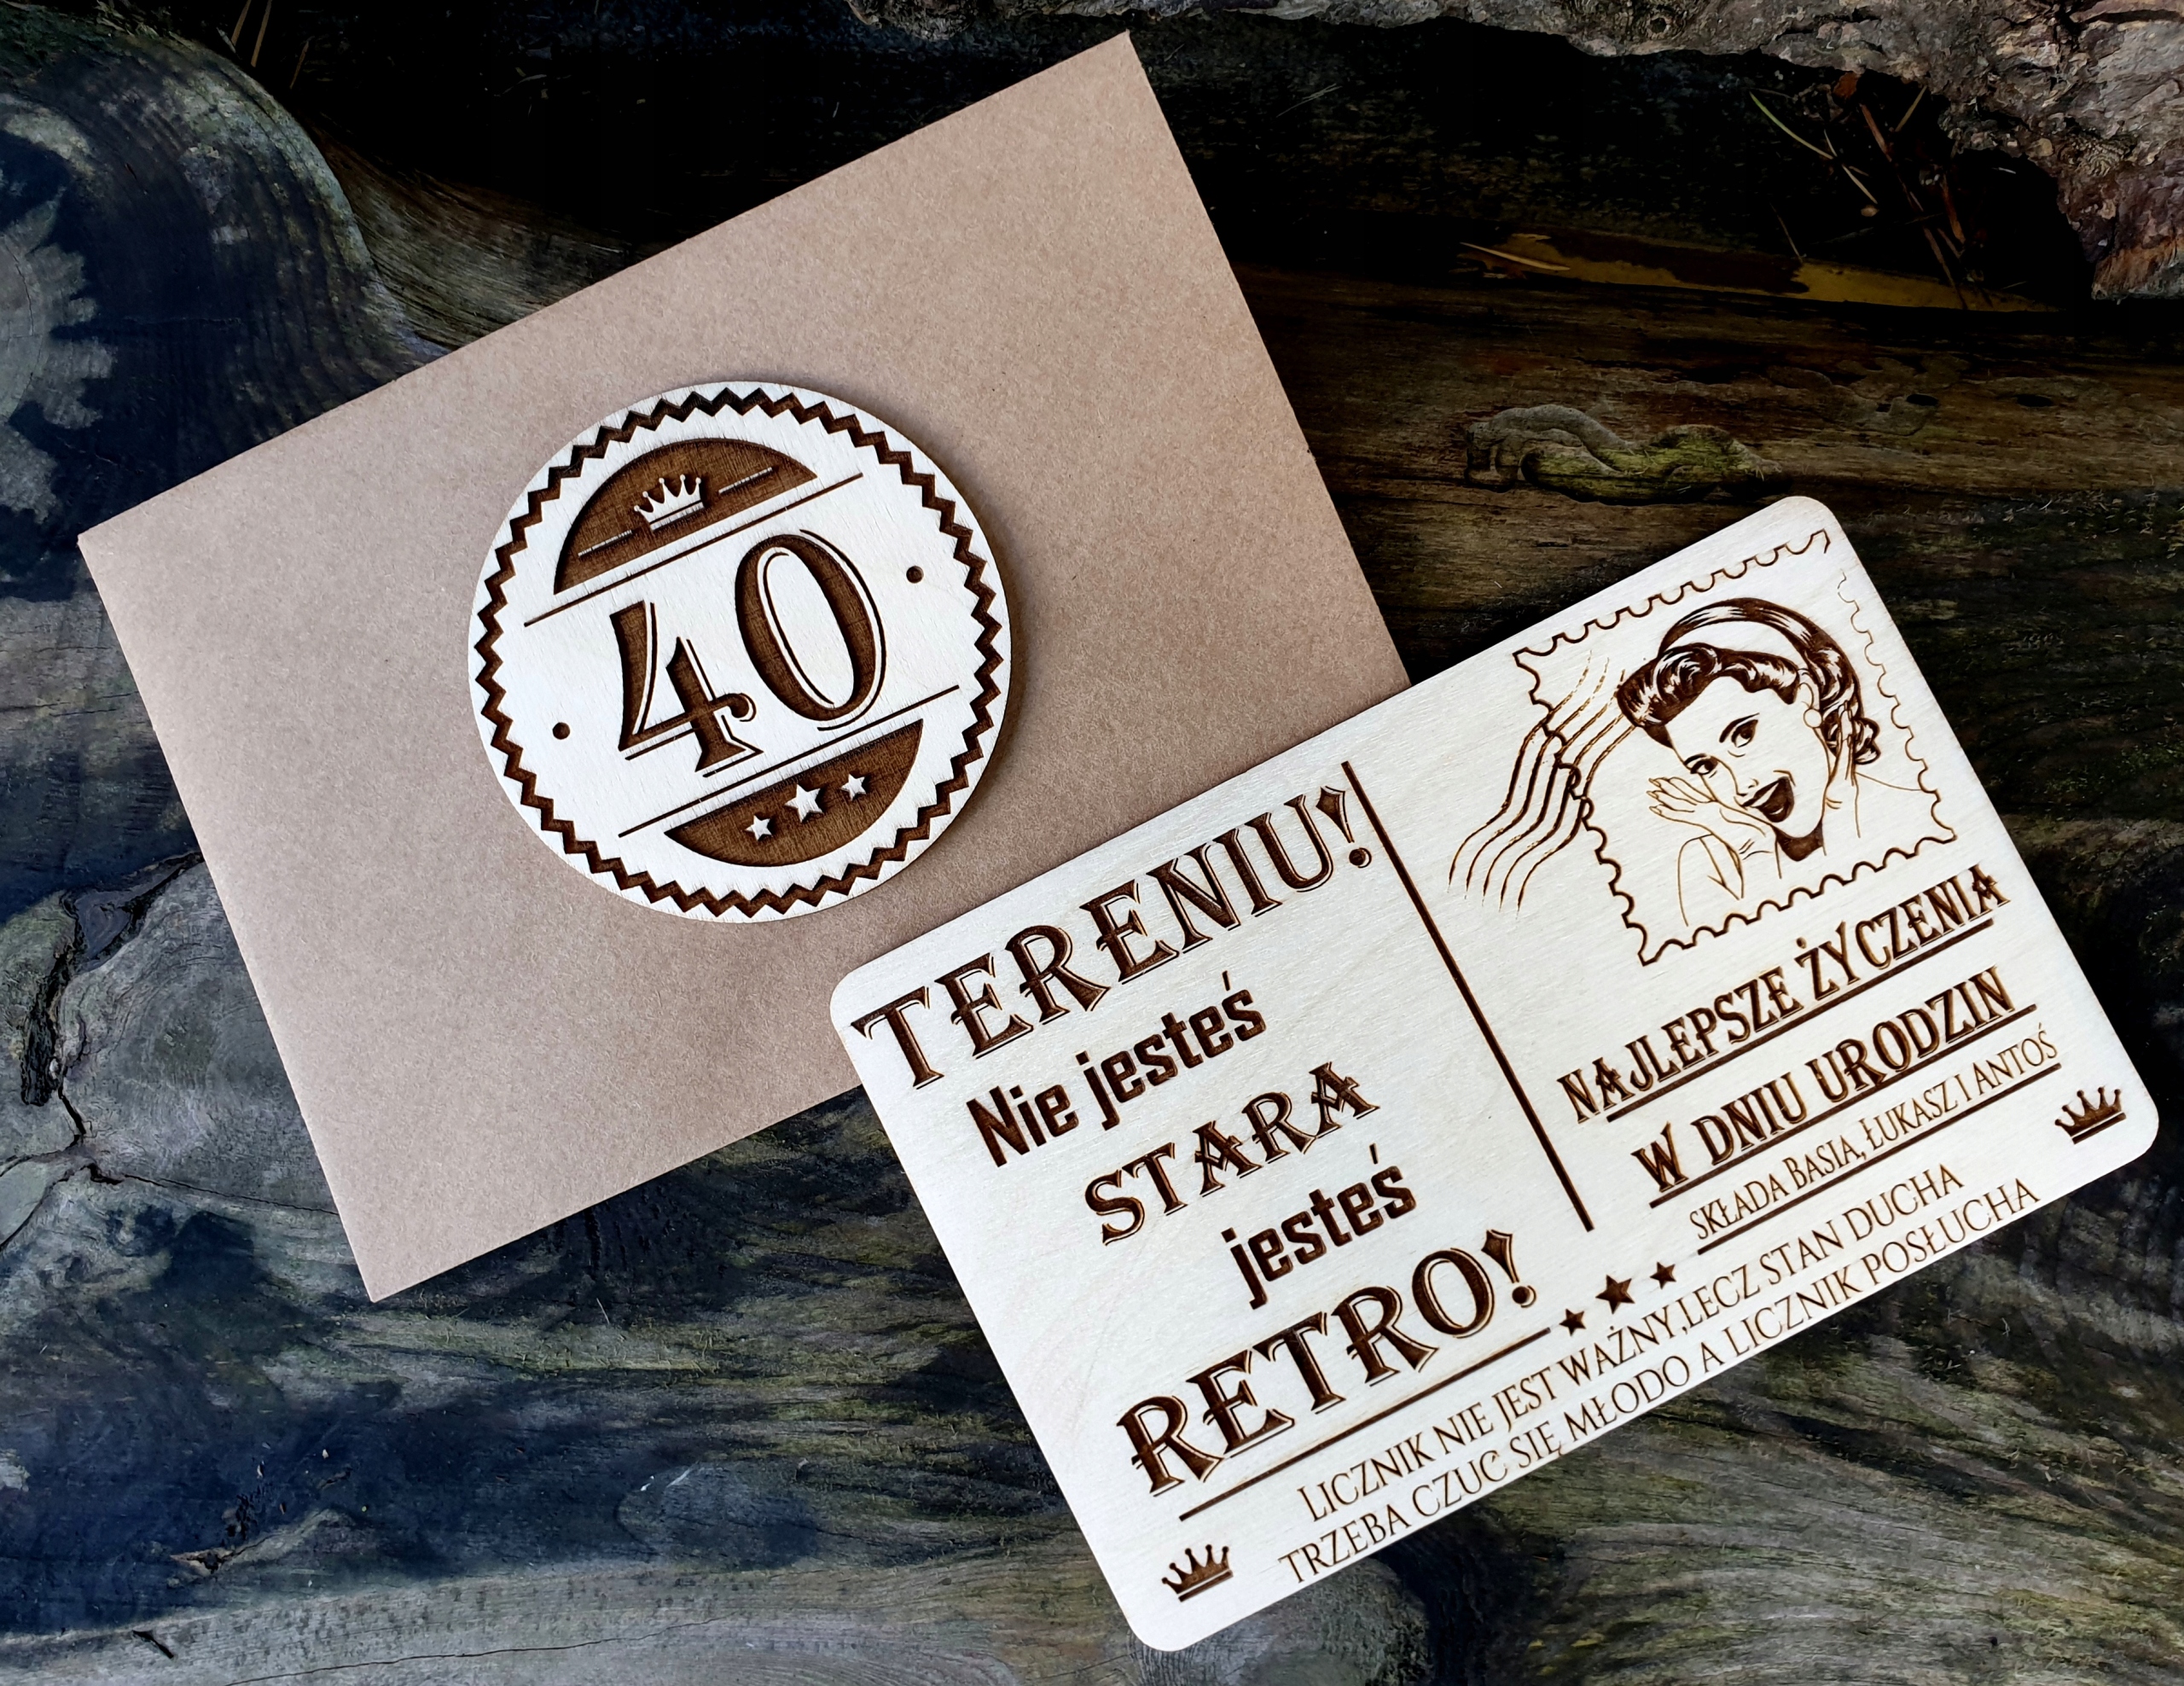 40
TERENIU!
Nie jesteś
STARA
jesteś
RETRO!
NAJLEPSZE ŻYCZENIA
W DNIU URODZIN
SKŁADA BASIA, ŁUKASZ I ANTOŚ
LICZNIK NIE JEST WAŻNY,LECZ STAN DUCHA
TRZEBA CZUĆ SIĘ MŁODO A LICZNIK POSŁUCHA